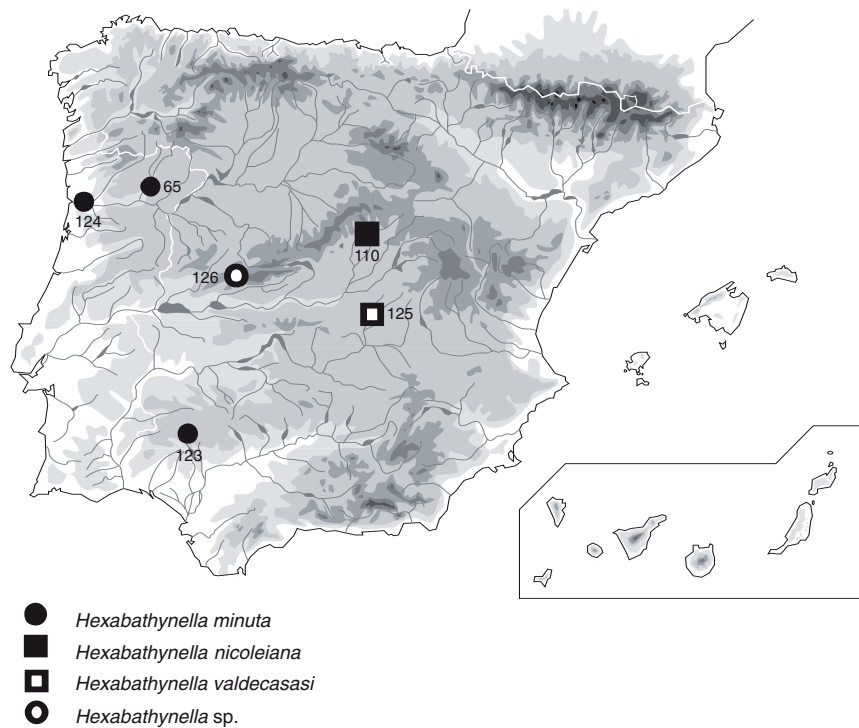 65
124
126
110
125
123
Hexabathynella minuta
Hexabathynella nicoleiana
Hexabathynella valdecasasi
Hexabathynella sp.